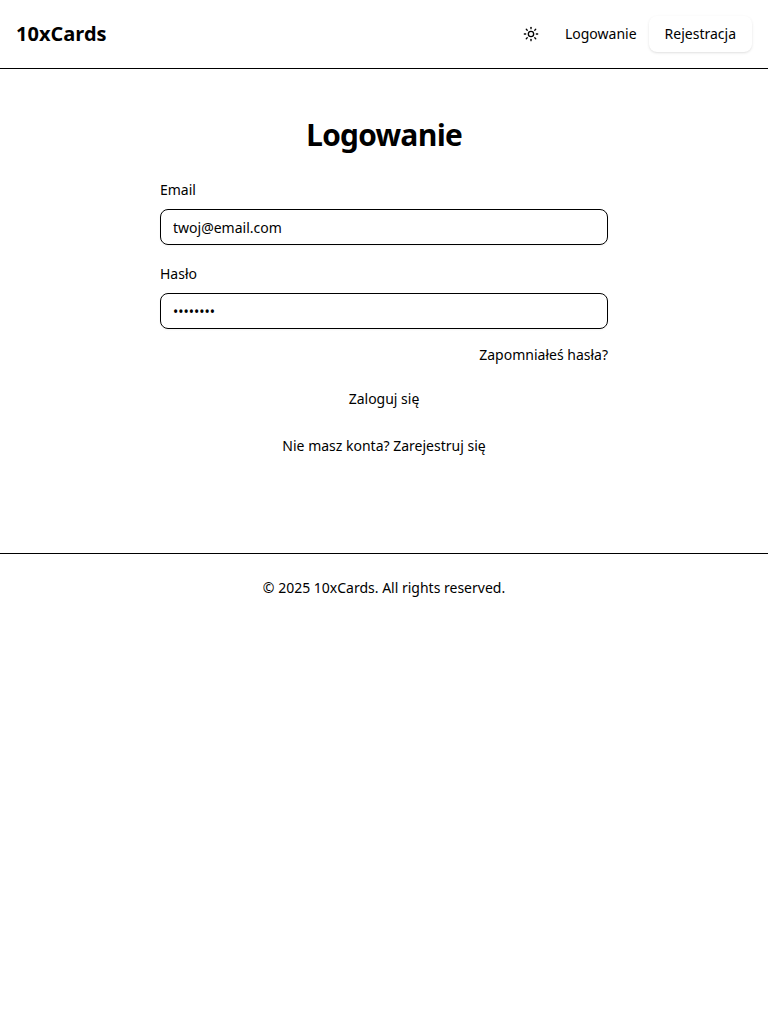 10xCards
Logowanie
Rejestracja
Logowanie
Email
twoj@email.com
Hasło
••••••••
Zapomniałeś hasła?
Zaloguj się
Nie masz konta? Zarejestruj się
© 2025 10xCards. All rights reserved.